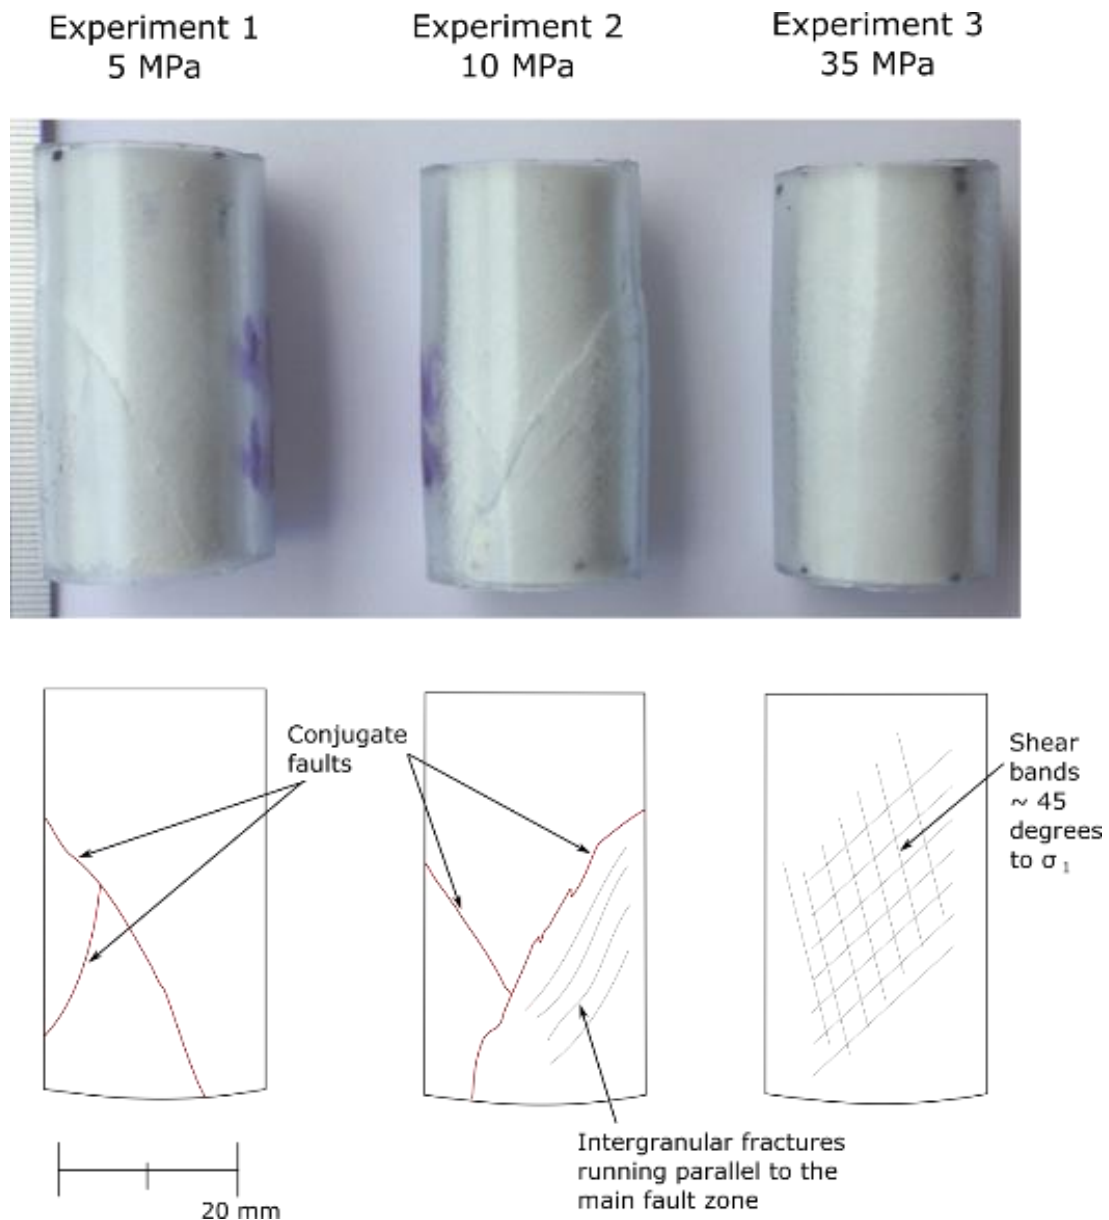 Experiment 1
5 MPa
Experiment 2
10 MPa
Experiment 3
35 MPa
Conjugate
faults
Shear
bands
~ 45
degrees
to σ₁
Intergranular fractures
running parallel to the
main fault zone
20 mm